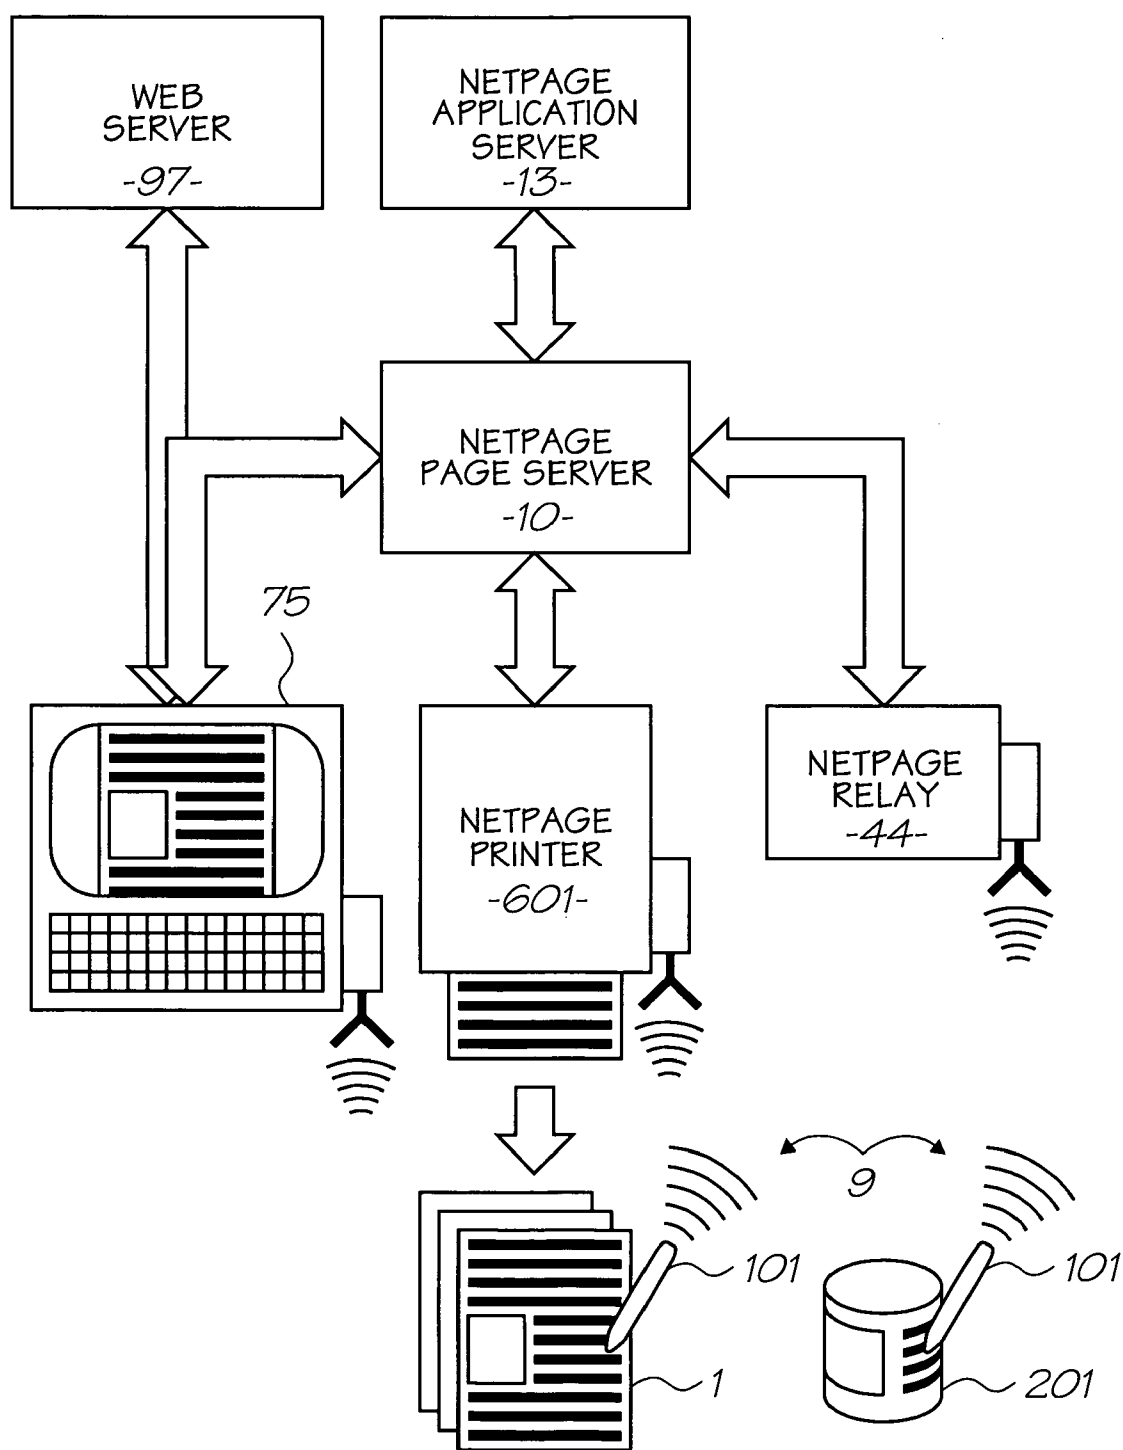 WEB
SERVER
-97-
NETPAGE
APPLICATION
SERVER
-13-
NETPAGE
PAGE SERVER
-10-
75
NETPAGE
PRINTER
-601-
NETPAGE
RELAY
-44-
9
101
101
1
201